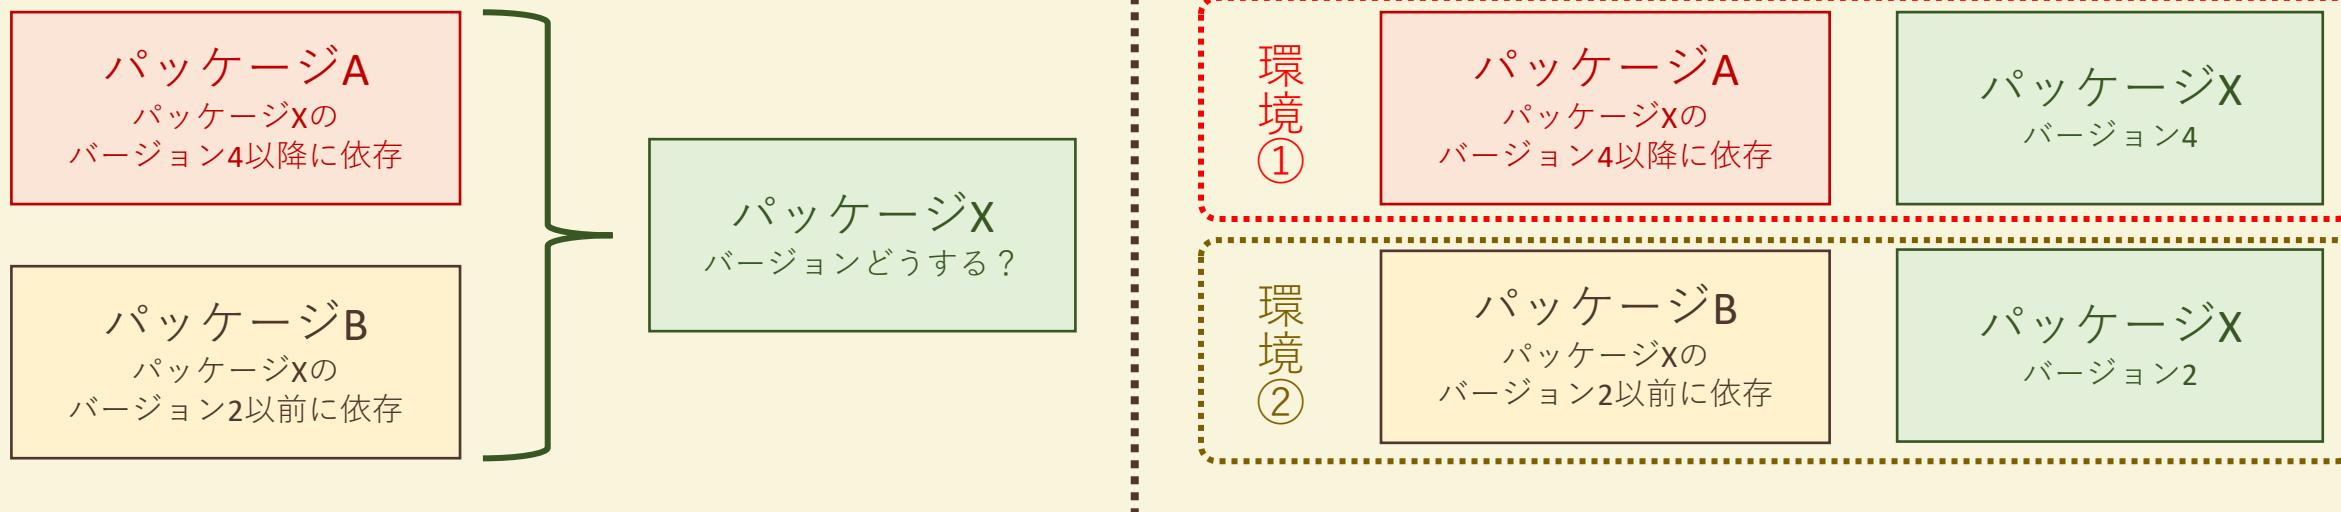 パッケージA
パッケージXの
バージョン4以降に依存
パッケージB
パッケージXの
バージョン2以前に依存
パッケージX
バージョンどうする？
環境①
パッケージA
パッケージXの
バージョン4以降に依存
パッケージX
バージョン4
環境②
パッケージB
パッケージXの
バージョン2以前に依存
パッケージX
バージョン2